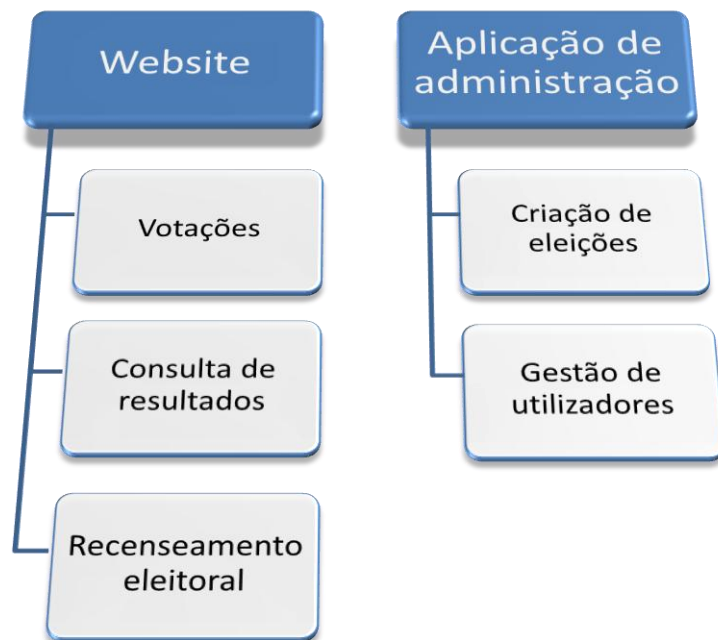 Website
Votações
Consulta de
resultados
Recenseamento
eleitoral
Aplicação de
administração
Criação de
eleições
Gestão de
utilizadores